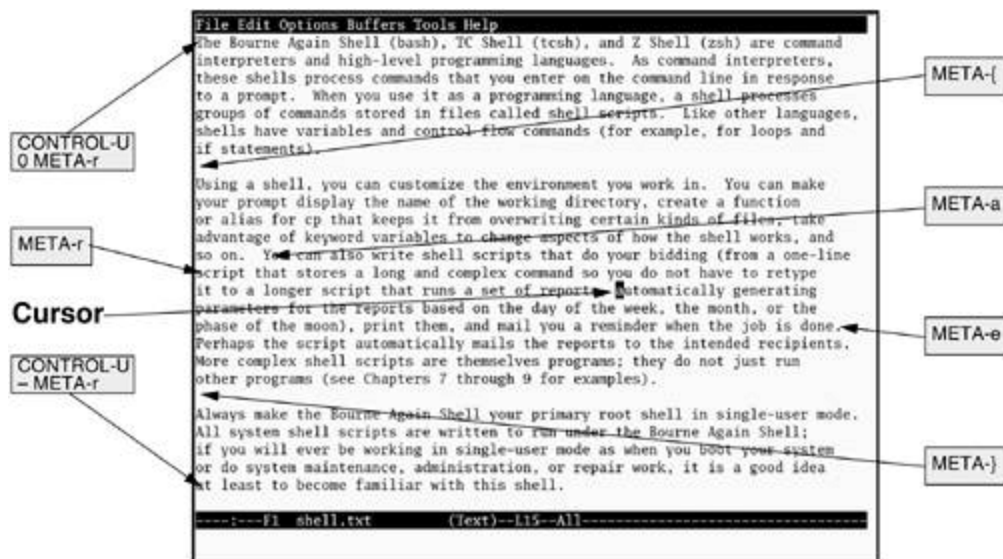 File Edit Options Buffers Tools Help
The Bourne Again Shell (bash), TC Shell (tcsh), and Z Shell (zsh) are command
interpreters and high-level programming languages.  As command interpreters,
these shells process commands that you enter on the command line in response
to a prompt.  When you use it as a programming language, a shell processes
groups of commands stored in files called shell scripts.  Like other languages,
shells have variables and control flow commands (for example, for loops and
if statements).
Using a shell, you can customize the environment you work in.  You can make
your prompt display the name of the working directory, create a function
or alias for cp that keeps it from overwriting certain kinds of files, take
advantage of keyword variables to change aspects of how the shell works, and
so on.  You can also write shell scripts that do your bidding (from a one-line
script that stores a long and complex command so you do not have to retype
it to a longer script that runs a set of reports, automatically generating
parameters for the reports based on the day of the week, the month, or the
phase of the moon), print them, and mail you a reminder when the job is done.
Perhaps the script automatically mails the reports to the intended recipients.
More complex shell scripts are themselves programs; they do not just run
other programs (see Chapters 7 through 9 for examples).
Always make the Bourne Again Shell your primary root shell in single-user mode.
All system shell scripts are written to run under the Bourne Again Shell;
if you will ever be working in single-user mode as when you boot your system
or do system maintenance, administration, or repair work, it is a good idea
at least to become familiar with this shell.
----:---F1  shell.txt          (Text)--L15--All----------------------------------
CONTROL-U
0 META-r
META-r
Cursor
CONTROL-U
– META-r
META-{
META-a
META-e
META-}